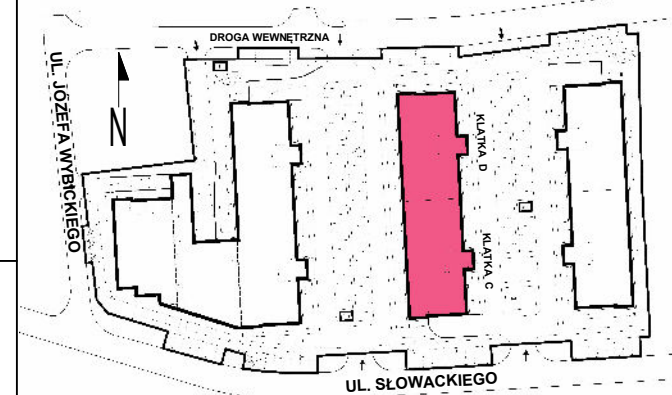 DROGA WEWNĘTRZNA
UL. JÓZEFA WYBICKIEGO
N
KLATKA D
KLATKA C
UL. SŁOWACKIEGO